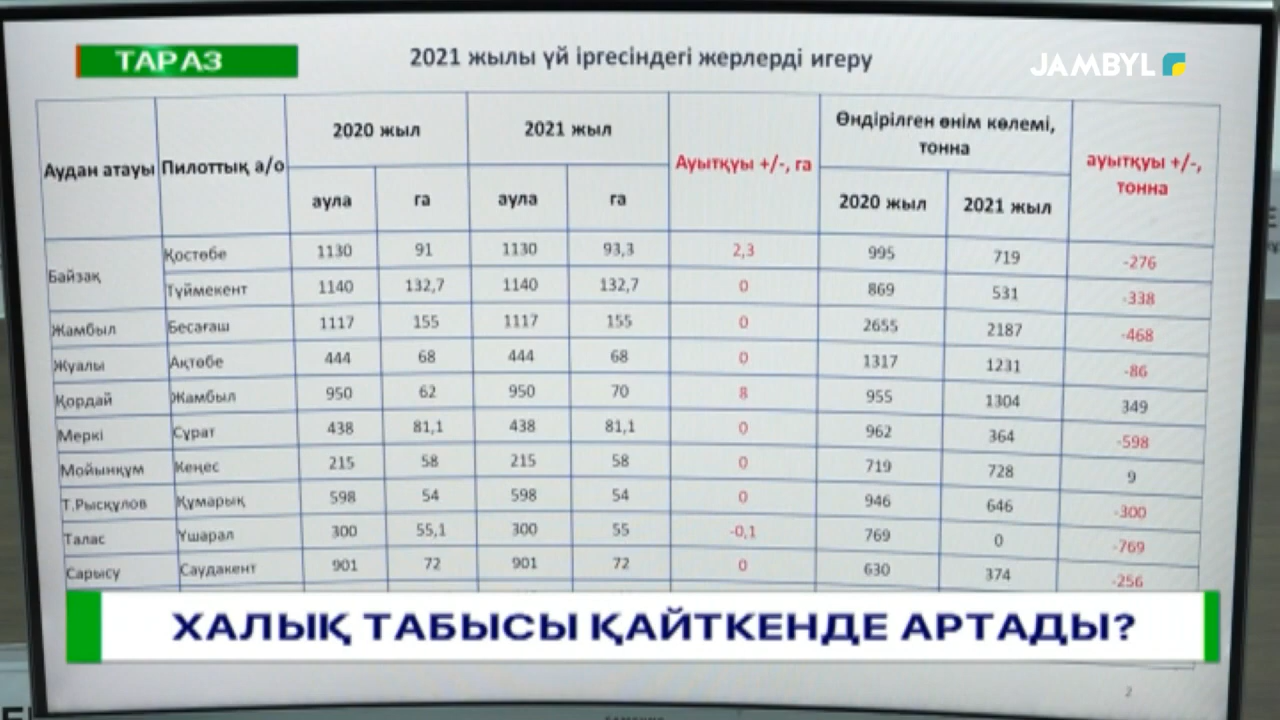 ТАРАЗ
2021 жылы үй іргесіндегі жерлерді игеру
JAMBYL
Аудан атауы Пилоттық а/о 2020 жыл 2021 жыл Ауытқуы +/-, га Өндірілген өнім көлемі, тонна ауытқуы +/-, тонна
аула га аула га 2020 жыл 2021 жыл
Байзақ Қостөбе 1130 91 1130 93,3 2,3 995 719 -276
Түймекент 1140 132,7 1140 132,7 0 869 531 -338
Жамбыл Бесағаш 1117 155 1117 155 0 2655 2187 -468
Жуалы Ақтөбе 444 68 444 68 0 1317 1231 -86
Қордай Жамбыл 950 62 950 70 8 955 1304 349
Меркі Сұрат 438 81,1 438 81,1 0 962 364 -598
Мойынқұм Кеңес 215 58 215 58 0 719 728 9
Т.Рысқұлов Құмарық 598 54 598 54 0 946 646 -300
Талас Үшарал 300 55,1 300 55 -0,1 769 0 -769
Сарысу Саудакент 901 72 901 72 0 630 374 -256
ХАЛЫҚ ТАБЫСЫ ҚАЙТКЕНДЕ АРТАДЫ?
2